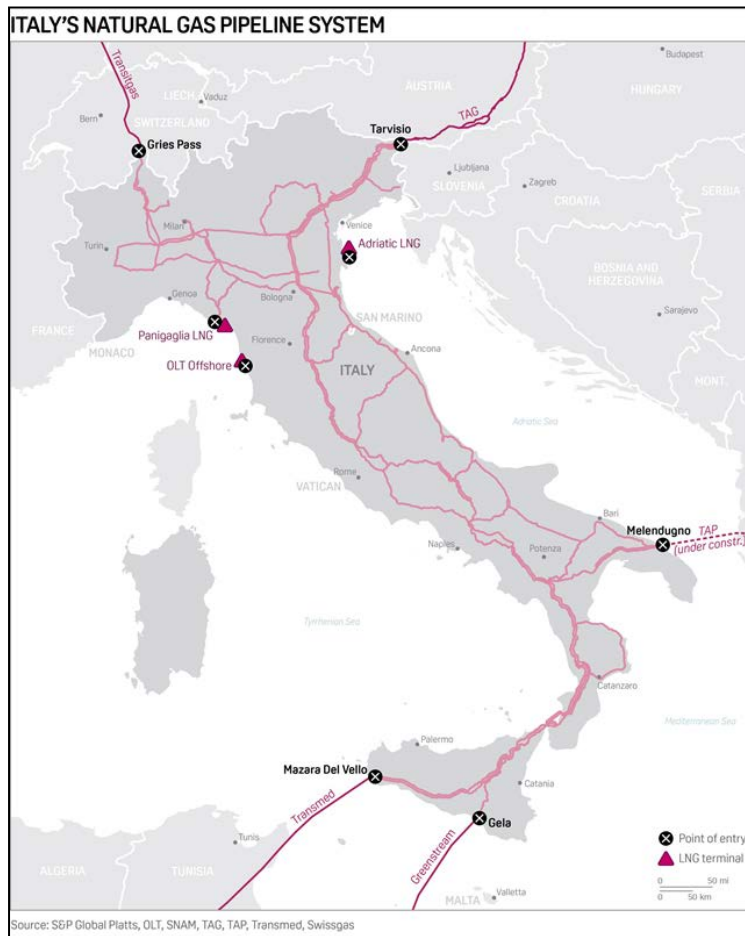 ITALY'S NATURAL GAS PIPELINE SYSTEM
Transitgas
Budapest
AUSTRIA
HUNGARY
LIECH.
Vaduz
TAG
Bern
SWITZERLAND
Tarvisio
Gries Pass
Ljubljana
SLOVENIA
Zagreb
CROATIA
SERBIA
Milan
Venice
Turin
Adriatic LNG
BOSNIA AND
HERZEGOVINA
Genoa
Bologna
SAN MARINO
Sarajevo
FRANCE
Panigaglia LNG
Florence
MONACO
Ancona
OLT Offshore
ITALY
MONT.
Adriatic Sea
Rome
VATICAN
Bari
Melendugno
TAP
(under constr.)
Naples
Potenza
Tyrrhenian Sea
Catanzaro
Mediterranean Sea
Palermo
Mazara Del Vello
Catania
Transmed
Gela
Tunis
Greenstream
Point of entry
LNG terminal
ALGERIA
TUNISIA
0 50 mi
0 50 km
MALTA
Valletta
Source: S&P Global Platts, OLT, SNAM, TAG, TAP, Transmed, Swissgas